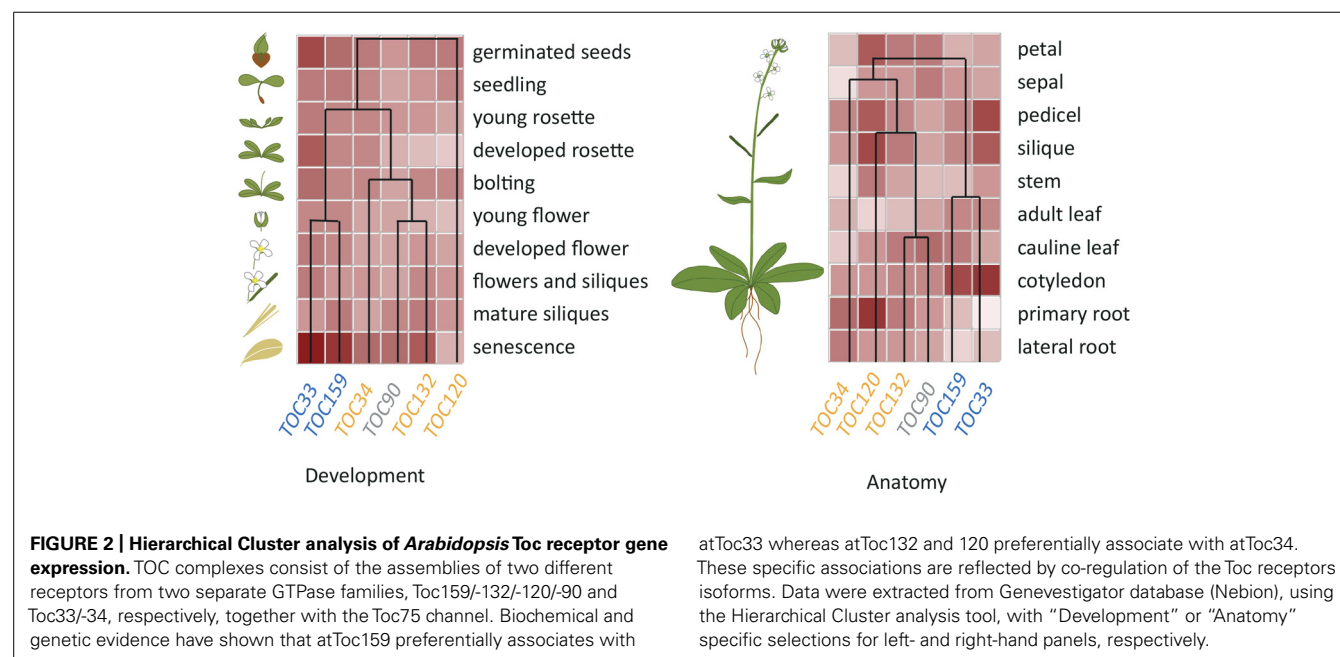 germinated seeds
seedling
young rosette
developed rosette
bolting
young flower
developed flower
flowers and siliques
mature siliques
senescence
TOC33
TOC159
TOC34
TOC90
TOC132
TOC120
Development
petal
sepal
pedicel
silique
stem
adult leaf
cauline leaf
cotyledon
primary root
lateral root
TOC34
TOC120
TOC132
TOC90
TOC159
TOC33
Anatomy
FIGURE 2 | Hierarchical Cluster analysis of Arabidopsis Toc receptor gene
expression. TOC complexes consist of the assemblies of two different
receptors from two separate GTPase families, Toc159/-132/-120/-90 and
Toc33/-34, respectively, together with the Toc75 channel. Biochemical and
genetic evidence have shown that atToc159 preferentially associates with
atToc33 whereas atToc132 and 120 preferentially associate with atToc34.
These specific associations are reflected by co-regulation of the Toc receptors
isoforms. Data were extracted from Genevestigator database (Nebion), using
the Hierarchical Cluster analysis tool, with “Development” or “Anatomy”
specific selections for left- and right-hand panels, respectively.